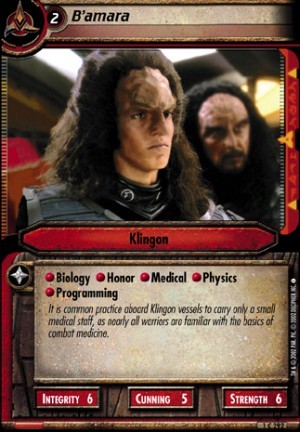 2 B'amara
Klingon
Biology Honor Medical Physics
Programming
It is common practice aboard Klingon vessels to carry only a small
medical staff, as nearly all warriors are familiar with the basics of
combat medicine.
INTEGRITY 6 CUNNING 5 STRENGTH 6